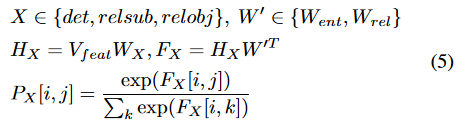 X ∈ {det, relsub, relobj}, W′ ∈ {W_ent, W_rel}
H_X = V_feat W_X, F_X = H_X W′^T
(5)
P_X[i, j] = exp(F_X[i, j]) / ∑_k exp(F_X[i, k])